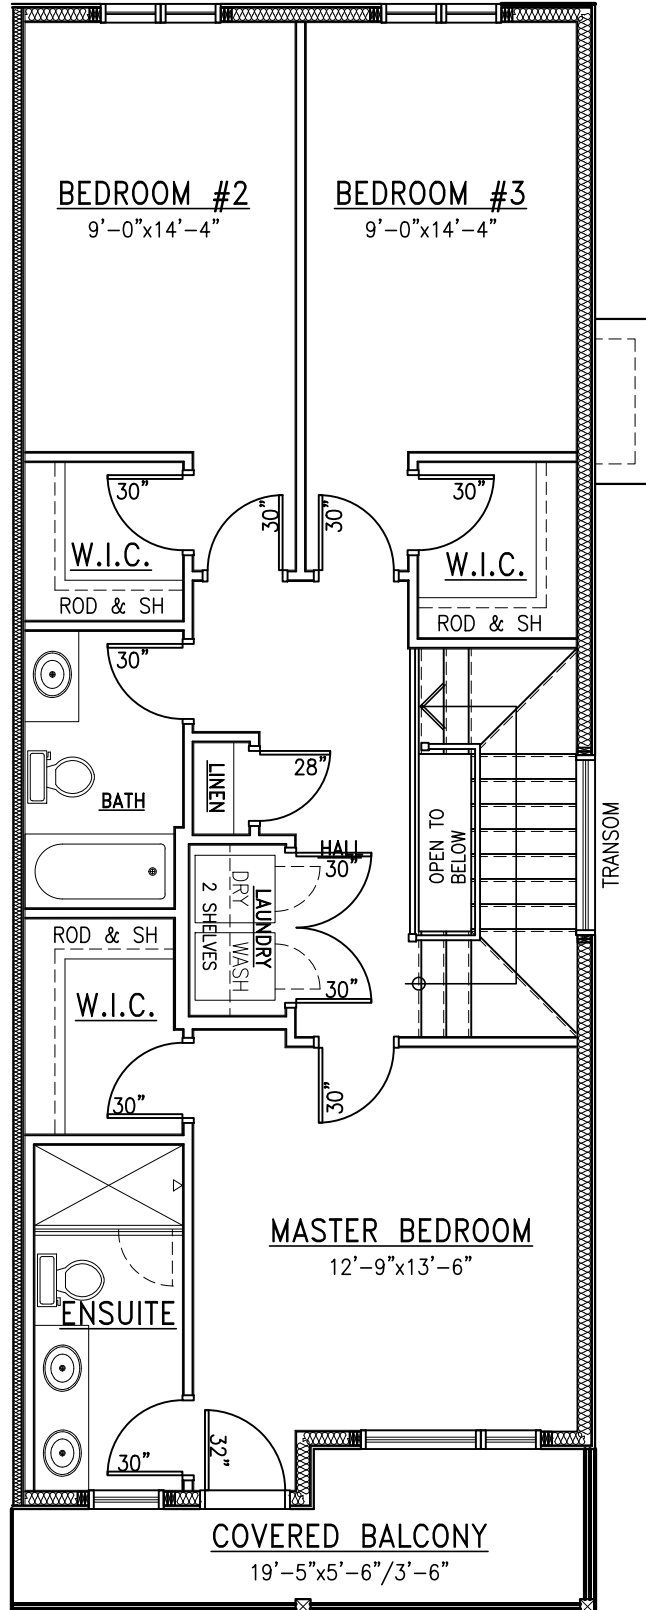 BEDROOM #2
9'-0"x14'-4"
BEDROOM #3
9'-0"x14'-4"
30"
30"
30"
30"
W.I.C.
ROD & SH
W.I.C.
ROD & SH
30"
BATH
LINEN
28"
OPEN TO
BELOW
TRANSOM
HALL
30"
DRY
WASH
2 SHELVES
LAUNDRY
30"
ROD & SH
W.I.C.
30"
30"
MASTER BEDROOM
12'-9"x13'-6"
ENSUITE
30"
32"
COVERED BALCONY
19'-5"x5'-6"/3'-6"